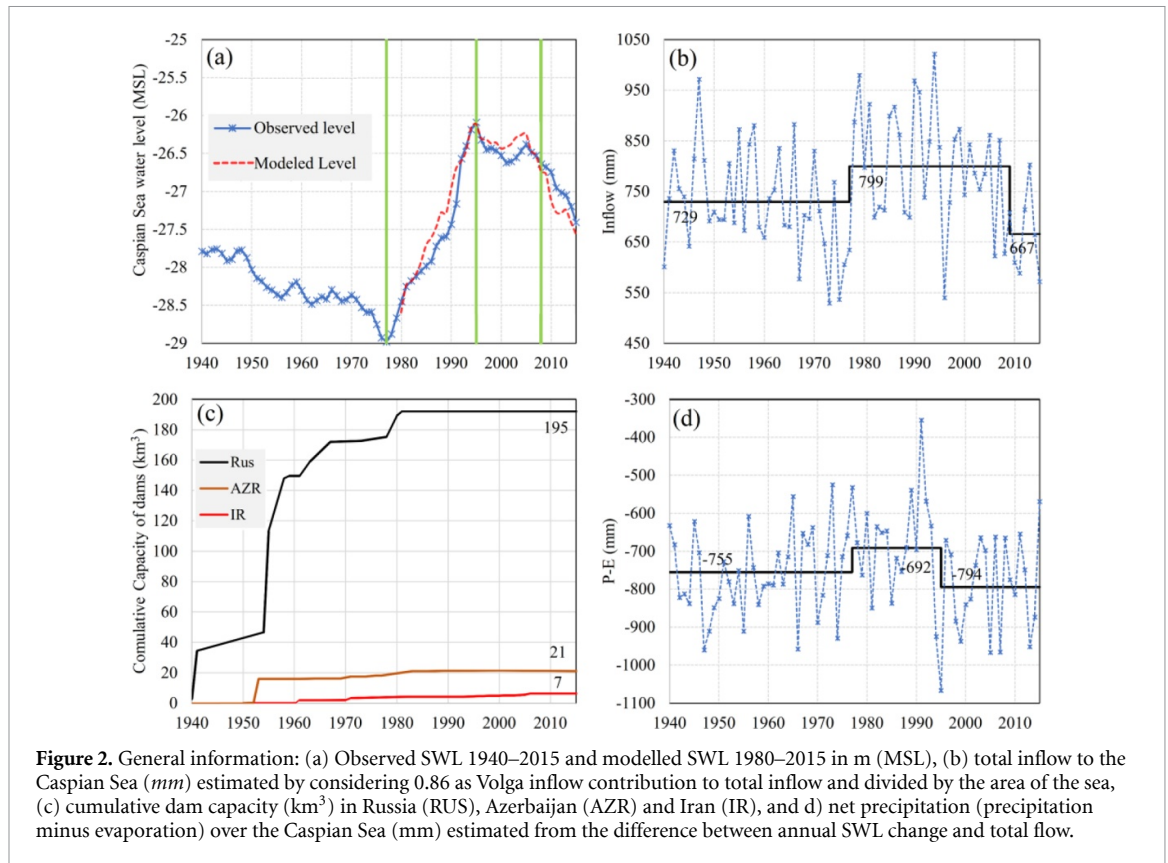 (a)
-25
-25.5
-26
-26.5
-27
-27.5
-28
-28.5
-29
Caspian Sea water level (MSL)
Observed level
Modeled Level
1940 1950 1960 1970 1980 1990 2000 2010
(b)
1050
950
850
750
650
550
450
Inflow (mm)
729
799
667
1940 1950 1960 1970 1980 1990 2000 2010
(c)
200
180
160
140
120
100
80
60
40
20
0
Comulative Capacity of dams (km³)
Rus
AZR
IR
195
21
7
1940 1950 1960 1970 1980 1990 2000 2010
(d)
-300
-400
-500
-600
-700
-800
-900
-1000
-1100
P-E (mm)
-755
-692
-794
1940 1950 1960 1970 1980 1990 2000 2010
Figure 2. General information: (a) Observed SWL 1940–2015 and modelled SWL 1980–2015 in m (MSL), (b) total inflow to the
Caspian Sea (mm) estimated by considering 0.86 as Volga inflow contribution to total inflow and divided by the area of the sea,
(c) cumulative dam capacity (km³) in Russia (RUS), Azerbaijan (AZR) and Iran (IR), and d) net precipitation (precipitation
minus evaporation) over the Caspian Sea (mm) estimated from the difference between annual SWL change and total flow.